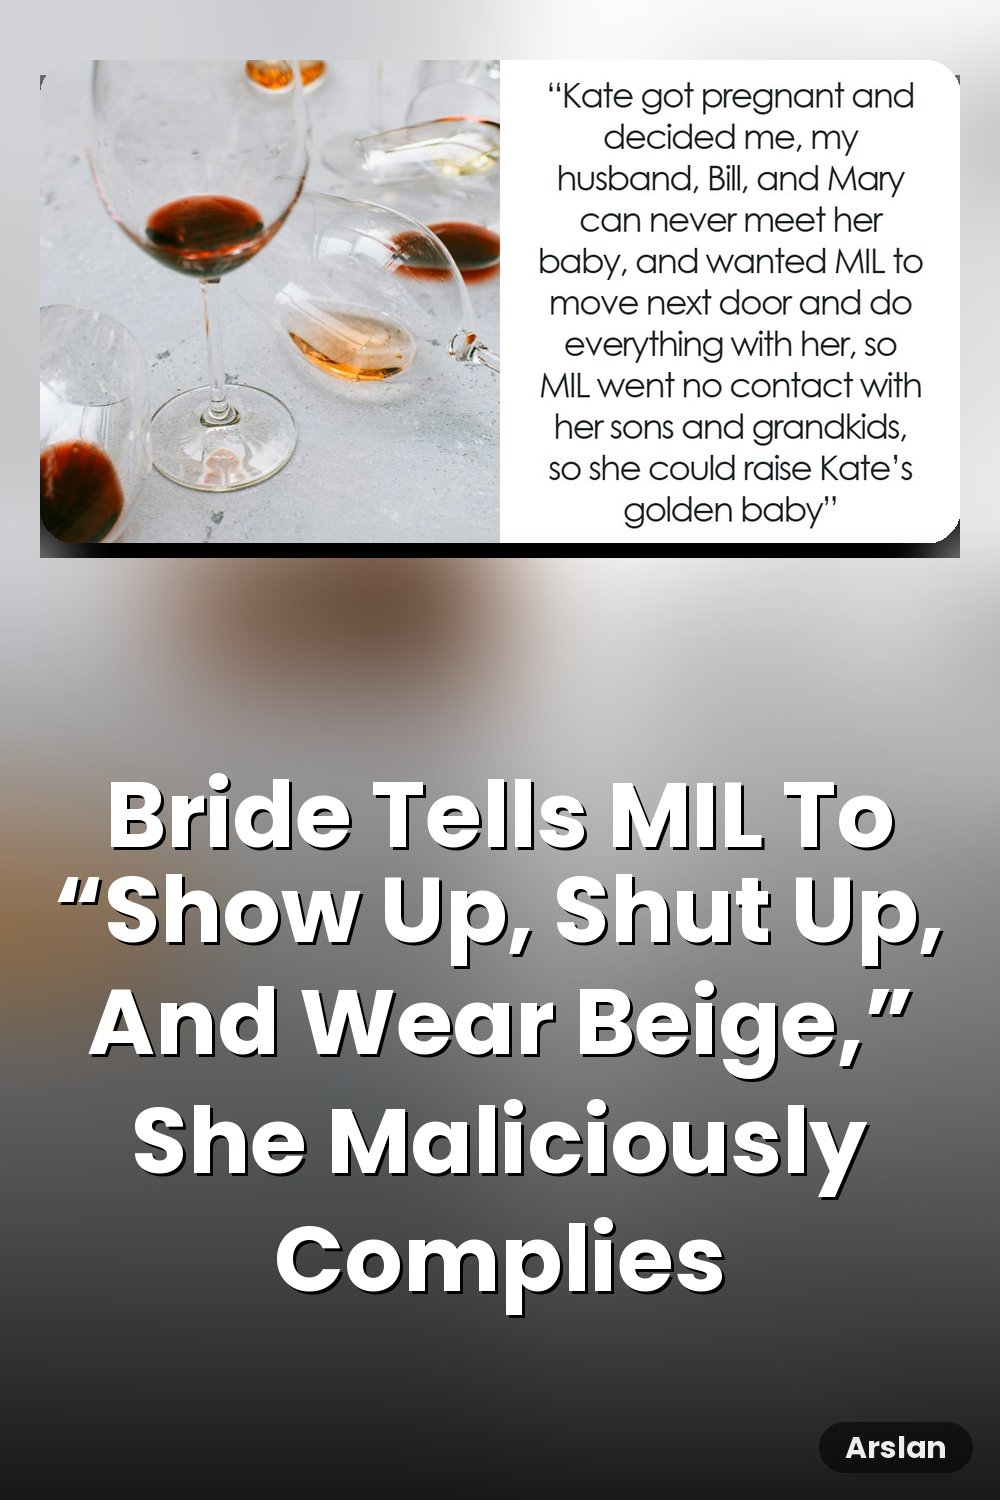 “Kate got pregnant and
decided me, my
husband, Bill, and Mary
can never meet her
baby, and wanted MIL to
move next door and do
everything with her, so
MIL went no contact with
her sons and grandkids,
so she could raise Kate’s
golden baby”
Bride Tells MIL To
“Show Up, Shut Up,
And Wear Beige,”
She Maliciously
Complies
Arslan